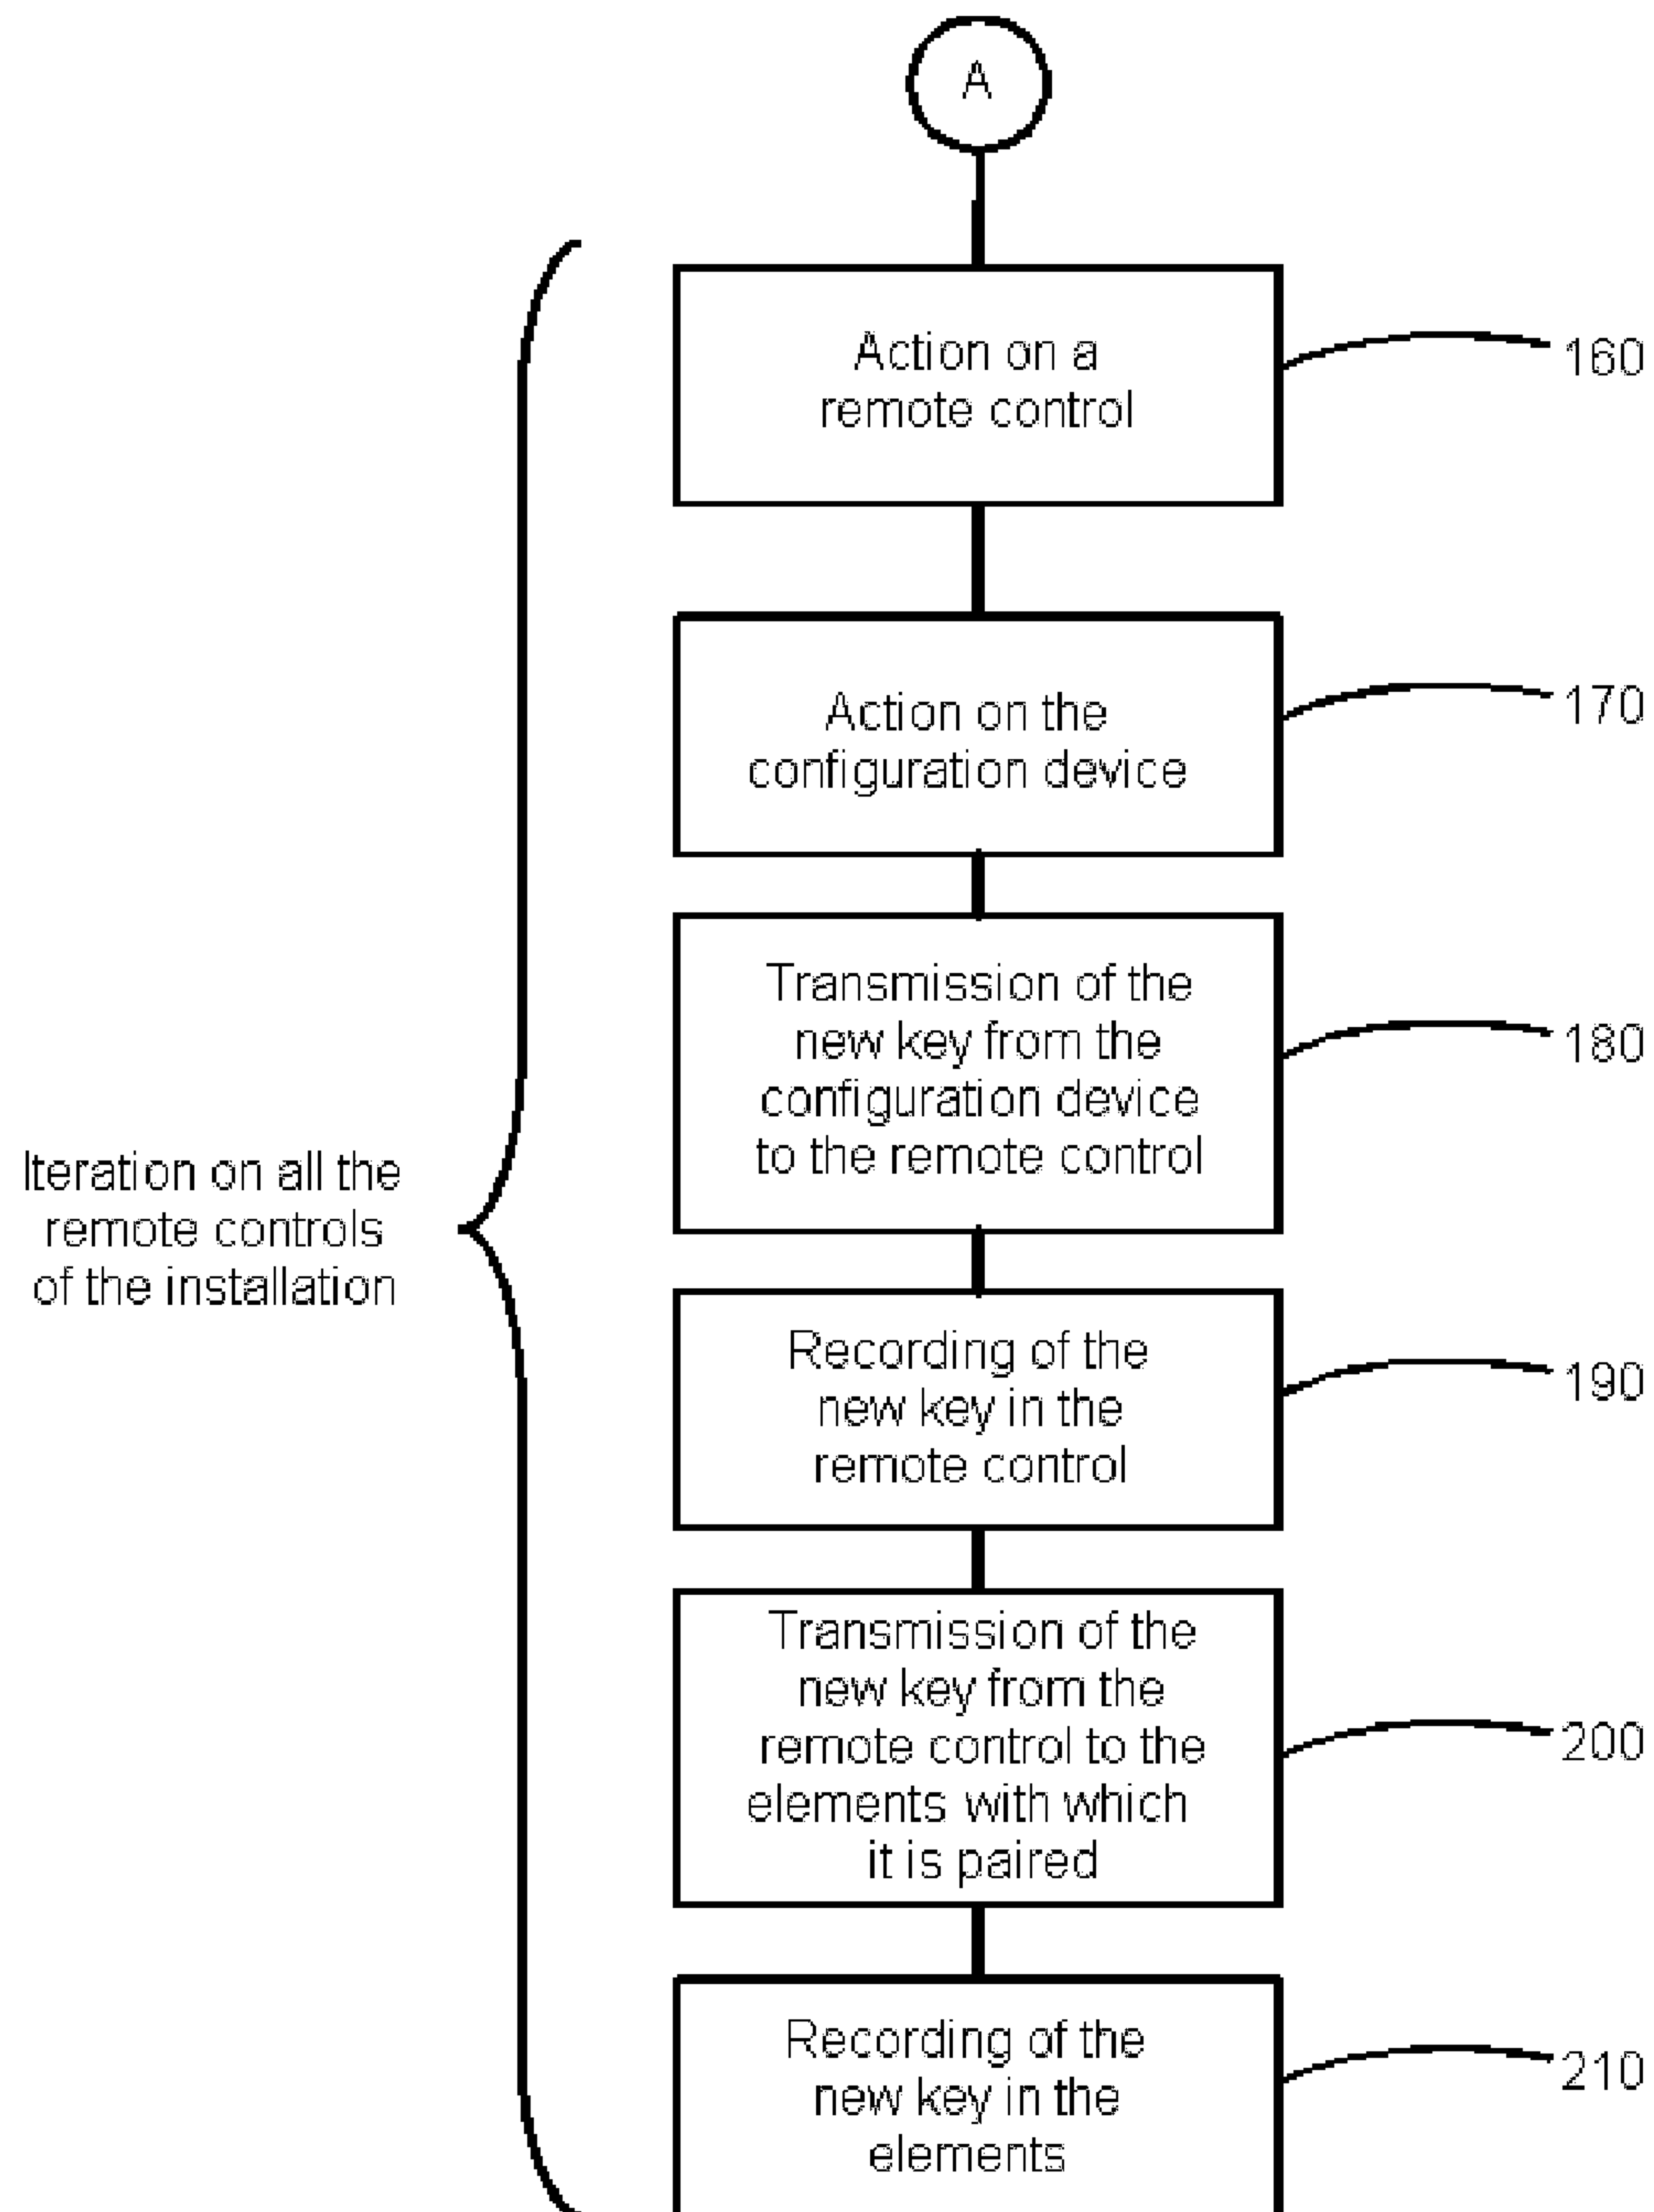 A
Action on a
remote control
160
Action on the
configuration device
170
Transmission of the
new key from the
configuration device
to the remote control
180
Iteration on all the
remote controls
of the installation
Recording of the
new key in the
remote control
190
Transmission of the
new key from the
remote control to the
elements with which
it is paired
200
Recording of the
new key in the
elements
210